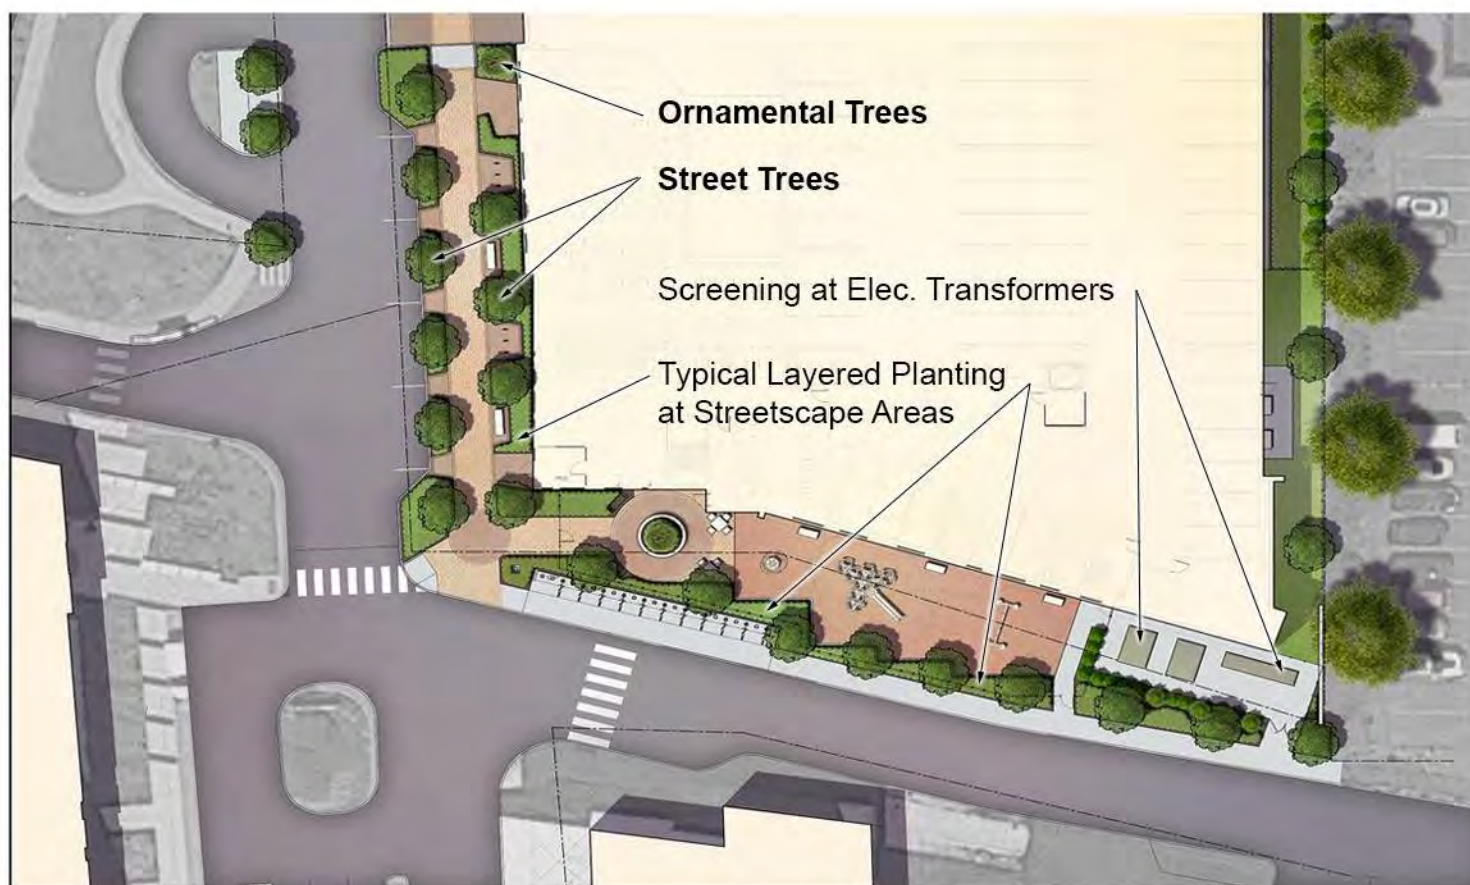 Ornamental Trees
Street Trees
Screening at Elec. Transformers
Typical Layered Planting
at Streetscape Areas